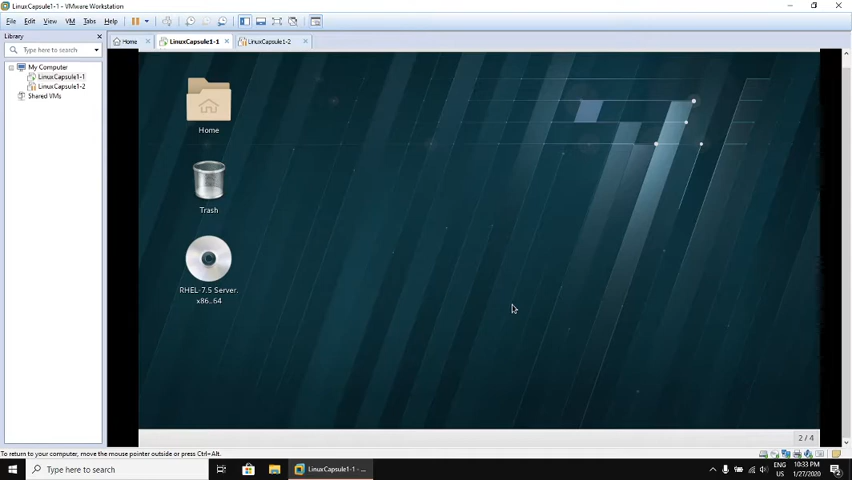 LinuxCapsule1-1 - VMware Workstation
File Edit View VM Tabs Help
Library
Type here to search
My Computer
LinuxCapsule1-1
LinuxCapsule1-2
Shared VMs
Home LinuxCapsule1-1 LinuxCapsule1-2
Home
Trash
RHEL-7.5 Server.
x86_64
2 / 4
To return to your computer, move the mouse pointer outside or press Ctrl+Alt.
Type here to search
LinuxCapsule1-1 - ...
ENG
US
10:33 PM
1/27/2020
2